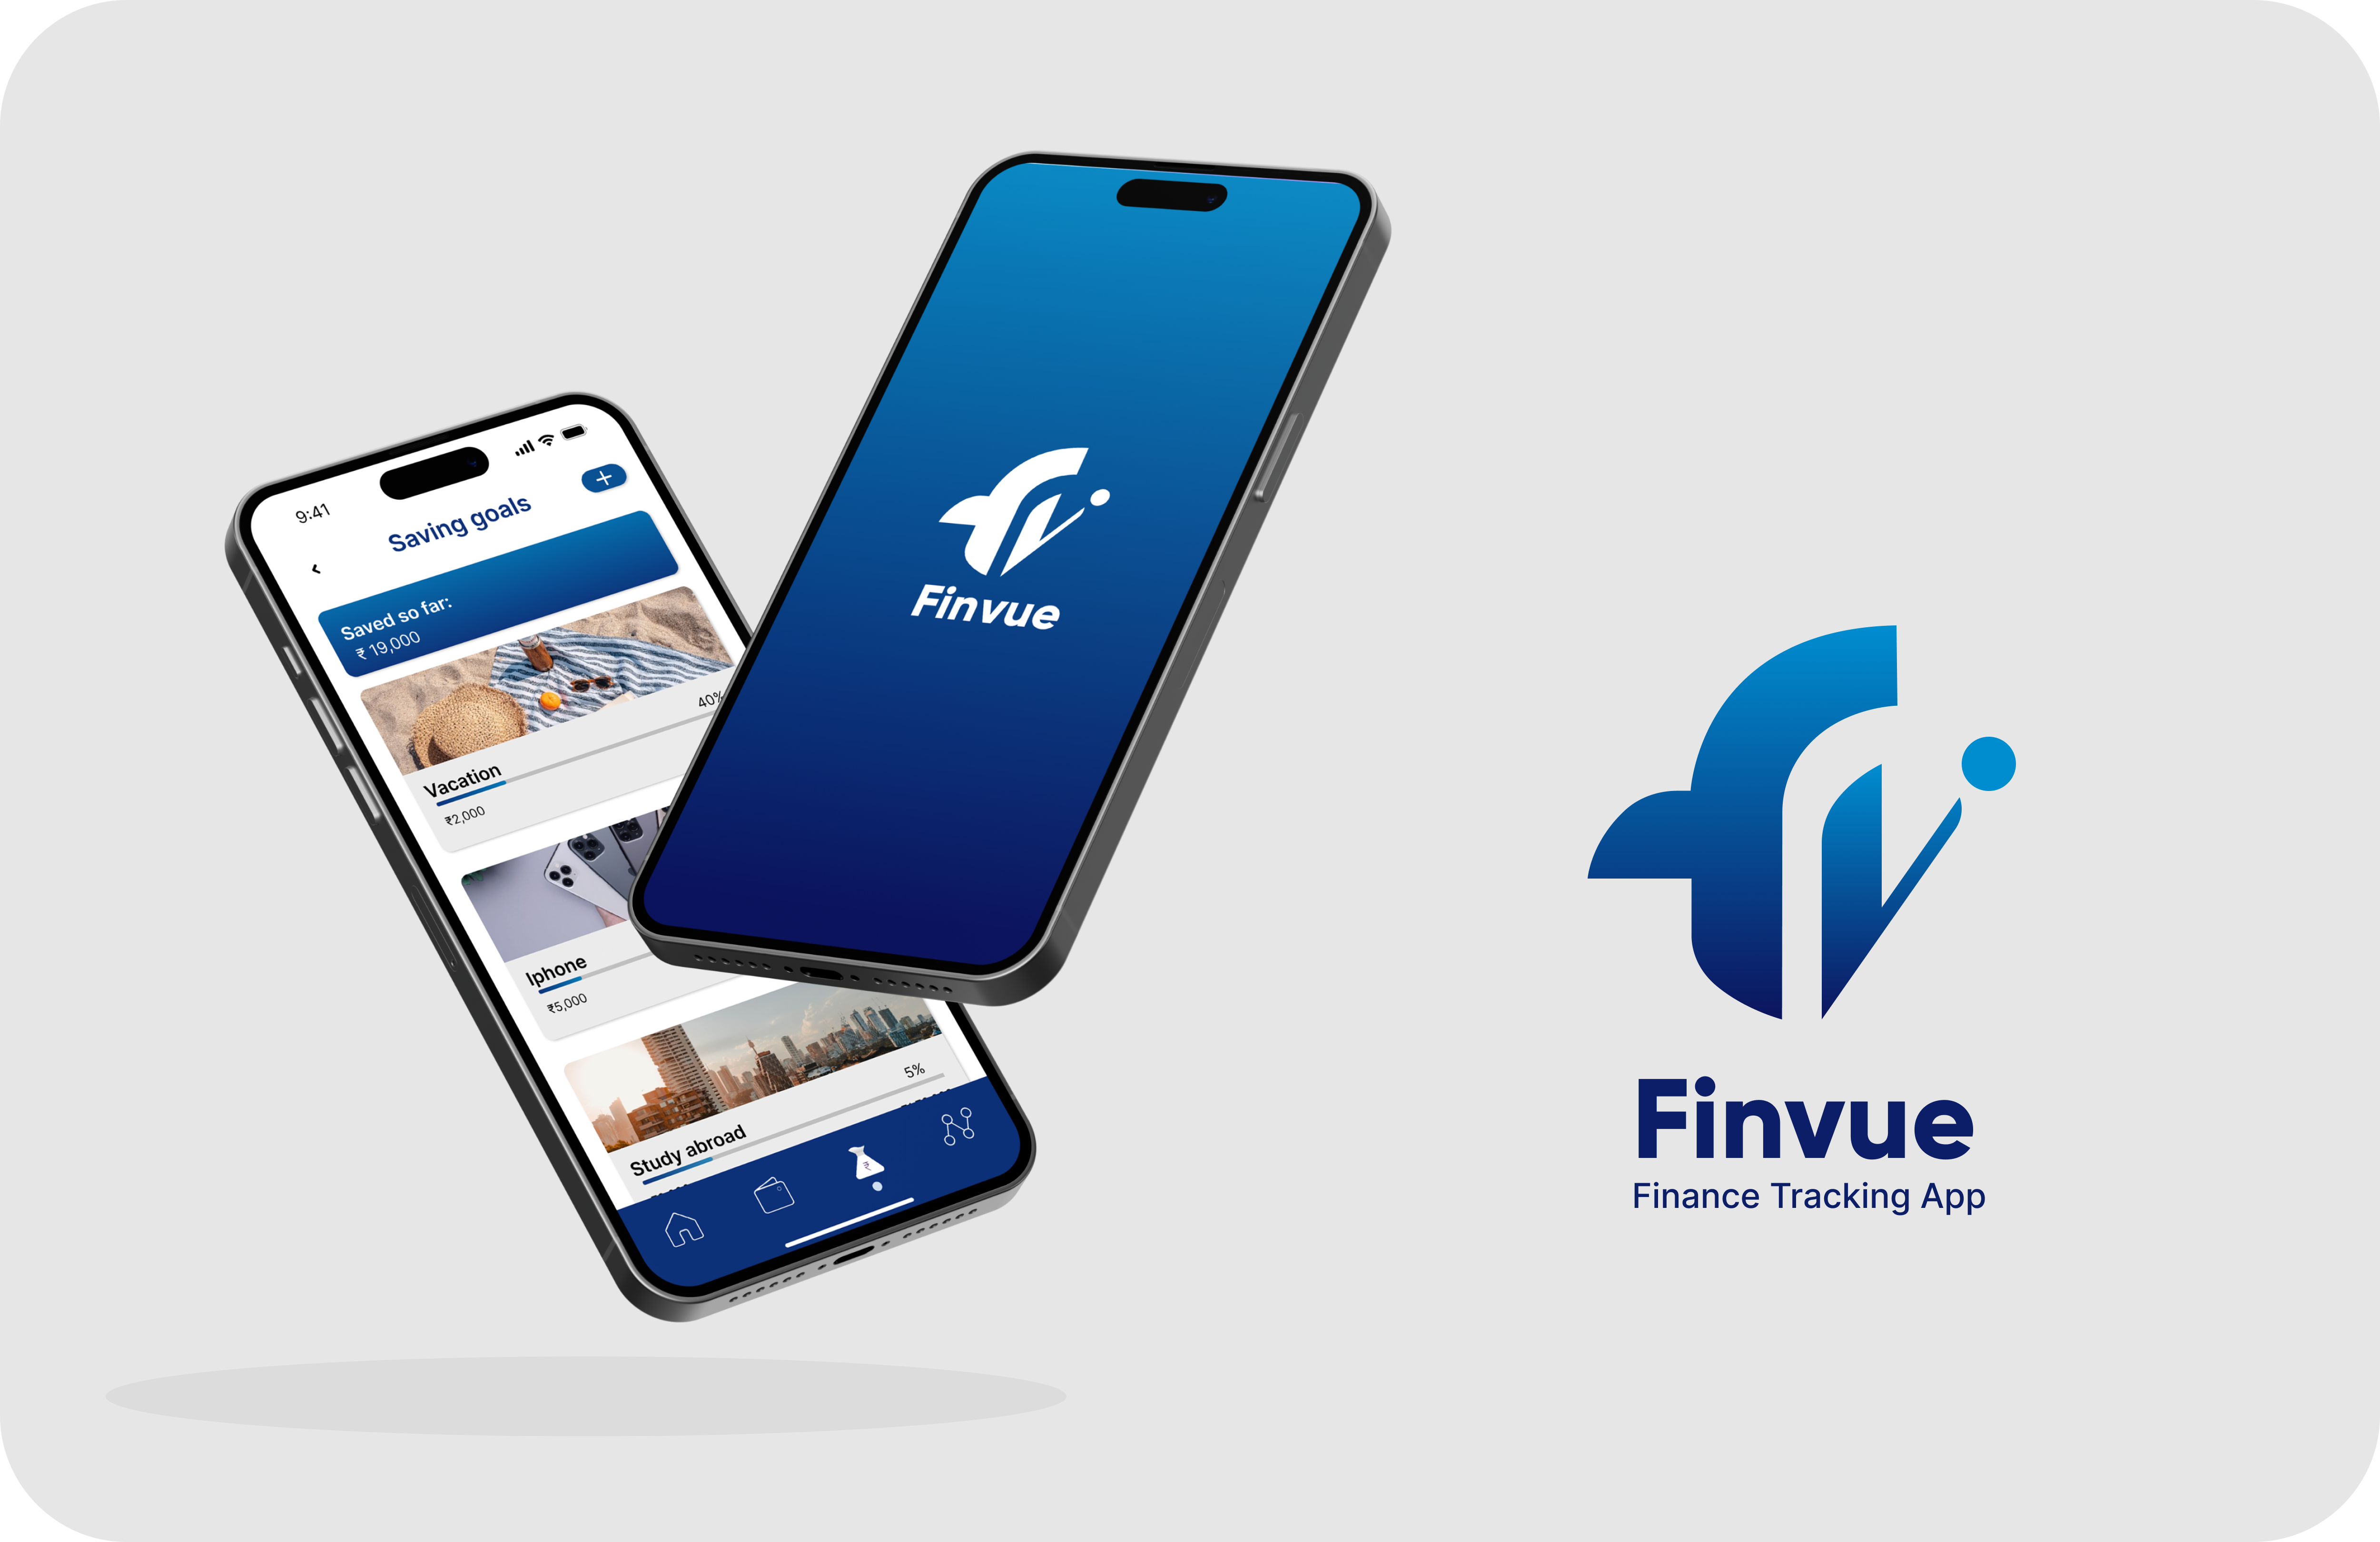 9:41
Saving goals
Saved so far:
₹ 19,000
40%
Vacation
₹2,000
Iphone
₹5,000
5%
Study abroad
Finvue
Finvue
Finance Tracking App